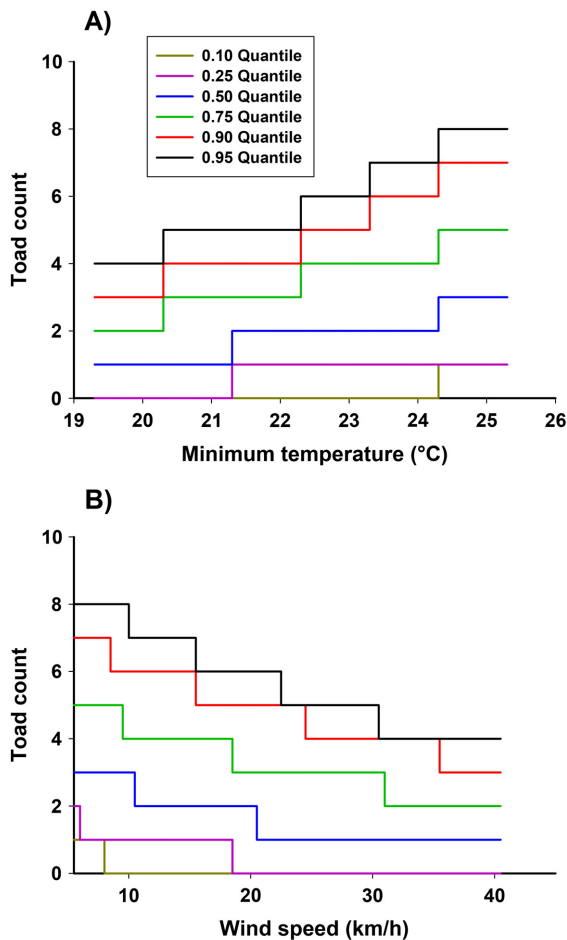 A)
0.10 Quantile
0.25 Quantile
0.50 Quantile
0.75 Quantile
0.90 Quantile
0.95 Quantile
10
8
6
4
2
0
Toad count
19 20 21 22 23 24 25 26
Minimum temperature (°C)
B)
10
8
6
4
2
0
Toad count
10 20 30 40
Wind speed (km/h)